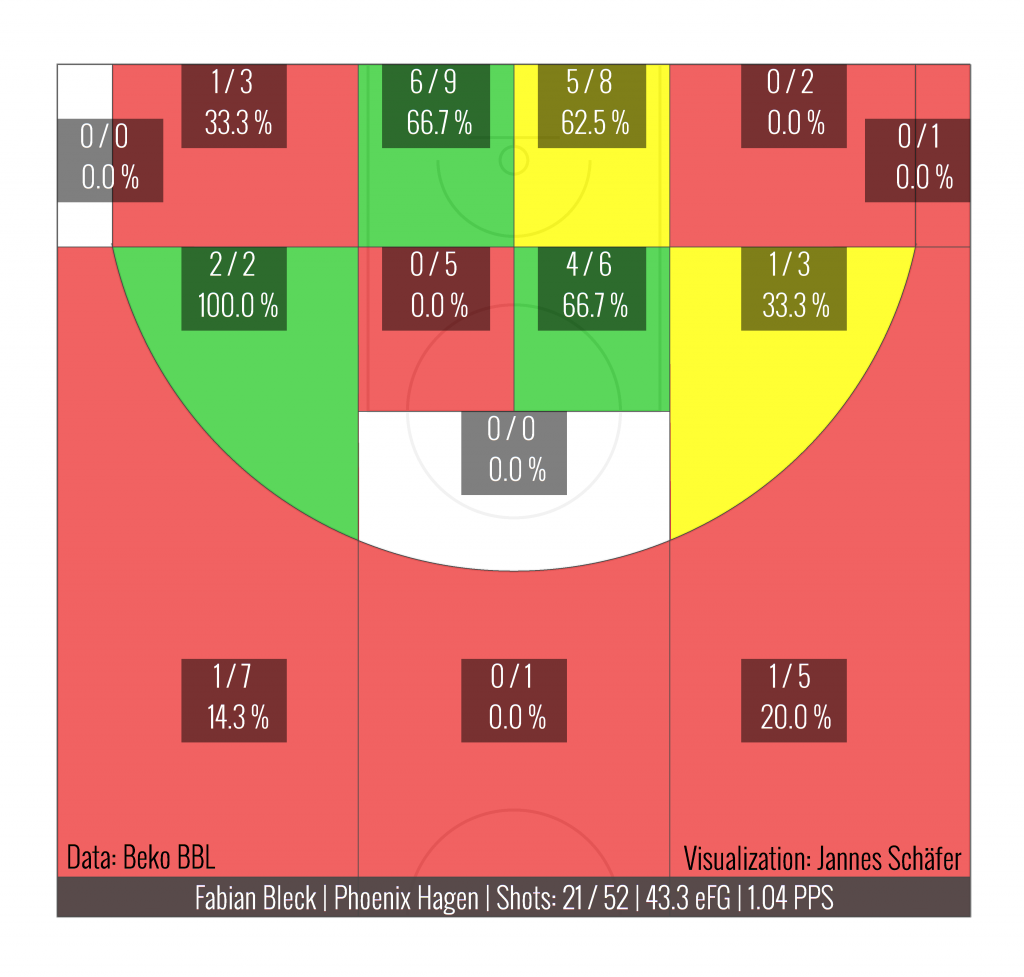 1 / 3
33.3 %
6 / 9
66.7 %
5 / 8
62.5 %
0 / 2
0.0 %
0 / 0
0.0 %
0 / 1
0.0 %
2 / 2
100.0 %
0 / 5
0.0 %
4 / 6
66.7 %
1 / 3
33.3 %
0 / 0
0.0 %
1 / 7
14.3 %
0 / 1
0.0 %
1 / 5
20.0 %
Data: Beko BBL
Visualization: Jannes Schäfer
Fabian Bleck | Phoenix Hagen | Shots: 21 / 52 | 43.3 eFG | 1.04 PPS